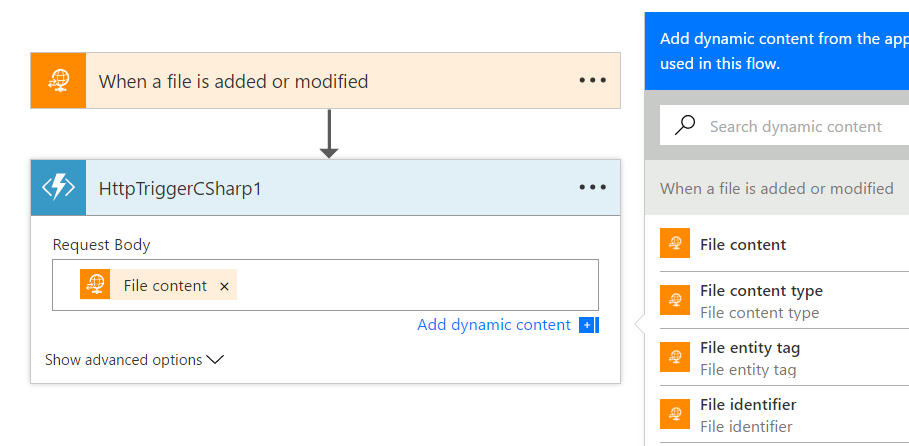 When a file is added or modified
HttpTriggerCSharp1
Request Body
File content ×
Add dynamic content
Show advanced options
Add dynamic content from the app
used in this flow.
Search dynamic content
When a file is added or modified
File content
File content type
File content type
File entity tag
File entity tag
File identifier
File identifier